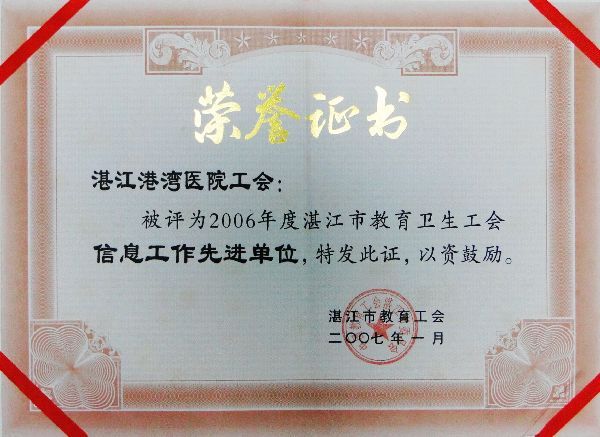 荣誉证书
湛江港湾医院工会：
被评为2006年度湛江市教育卫生工会
信息工作先进单位，特发此证，以资鼓励。
湛江市教育工会
二〇〇七年一月